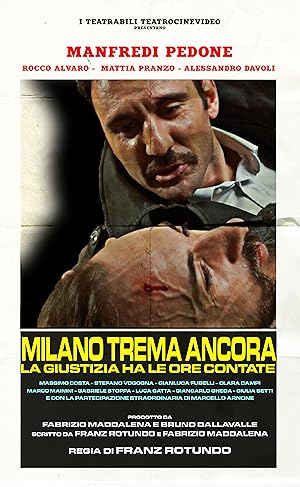 I TEATRABILI TEATROCINEVIDEO
PRESENTANO
MANFREDI PEDONE
ROCCO ALVARO - MATTIA PRANZO - ALESSANDRO DAVOLI
MILANO TREMA ANCORA
LA GIUSTIZIA HA LE ORE CONTATE
MASSIMO COSTA - STEFANO VOGOGNA - GIANLUCA FUBELLI - CLARA CAMPI
MARCO MAININI - GABRIELE STOPPA - LUCA GATTA - GIANCARLO GHEDA - GIULIA BETTI
E CON LA PARTECIPAZIONE STRAORDINARIA DI MARCELLO ARNONE
PRODOTTO DA
FABRIZIO MADDALENA E BRUNO DALLAVALLE
SCRITTO DA FRANZ ROTUNDO E FABRIZIO MADDALENA
REGIA DI FRANZ ROTUNDO